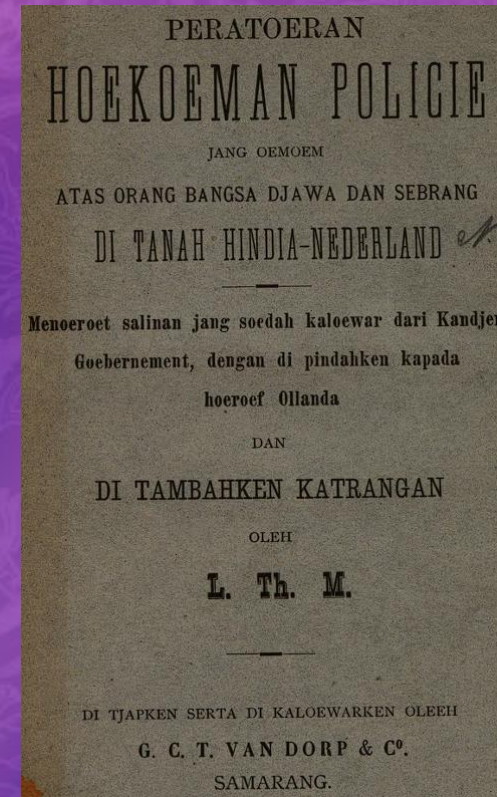 PERATOERAN
HOEKOEMAN POLICIE
JANG OEMOEM
ATAS ORANG BANGSA DJAWA DAN SEBRANG
DI TANAH HINDIA-NEDERLAND
Menoeroet salinan jang soedah kaloewar dari Kandjen
Goebernement, dengan di pindahken kapada
hoeroef Ollanda
DAN
DI TAMBAHKEN KATRANGAN
OLEH
L. Th. M.
DI TJAPKEN SERTA DI KALOEWARKEN OLEEH
G. C. T. VAN DORP & Co.
SAMARANG.